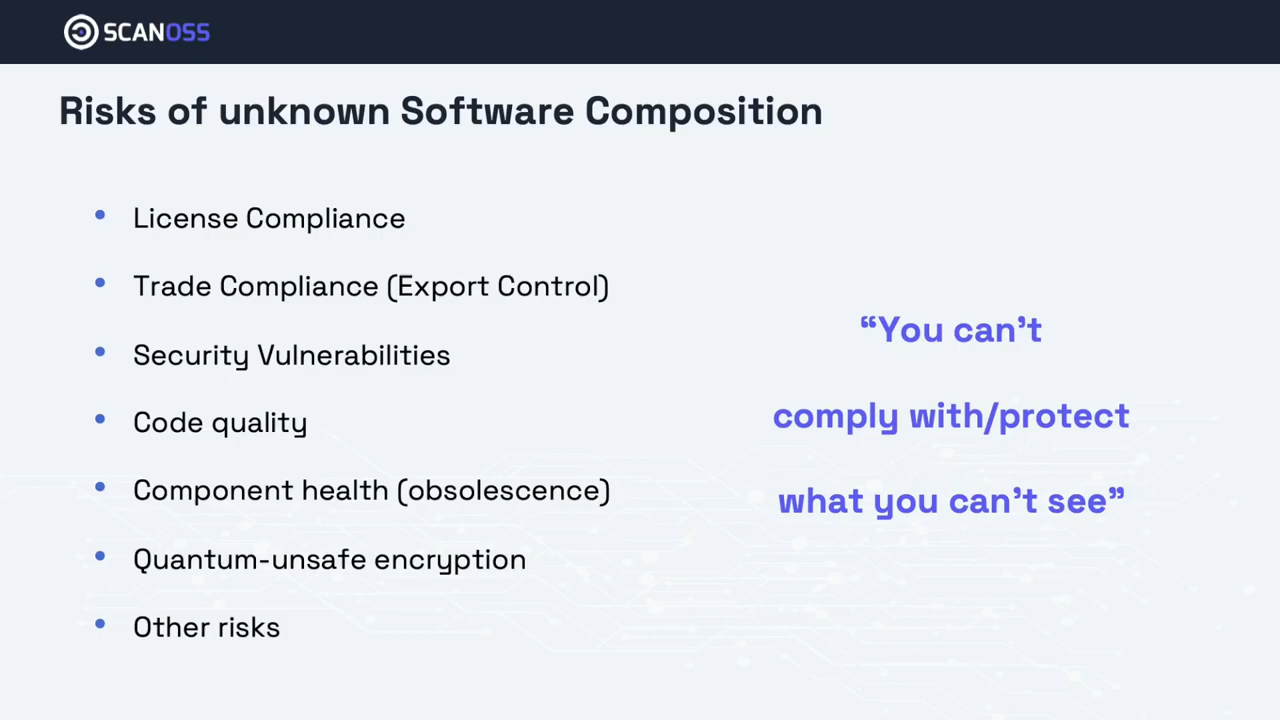 SCANOSS
Risks of unknown Software Composition
• License Compliance
• Trade Compliance (Export Control)
• Security Vulnerabilities
• Code quality
• Component health (obsolescence)
• Quantum-unsafe encryption
• Other risks
“You can’t
comply with/protect
what you can’t see”